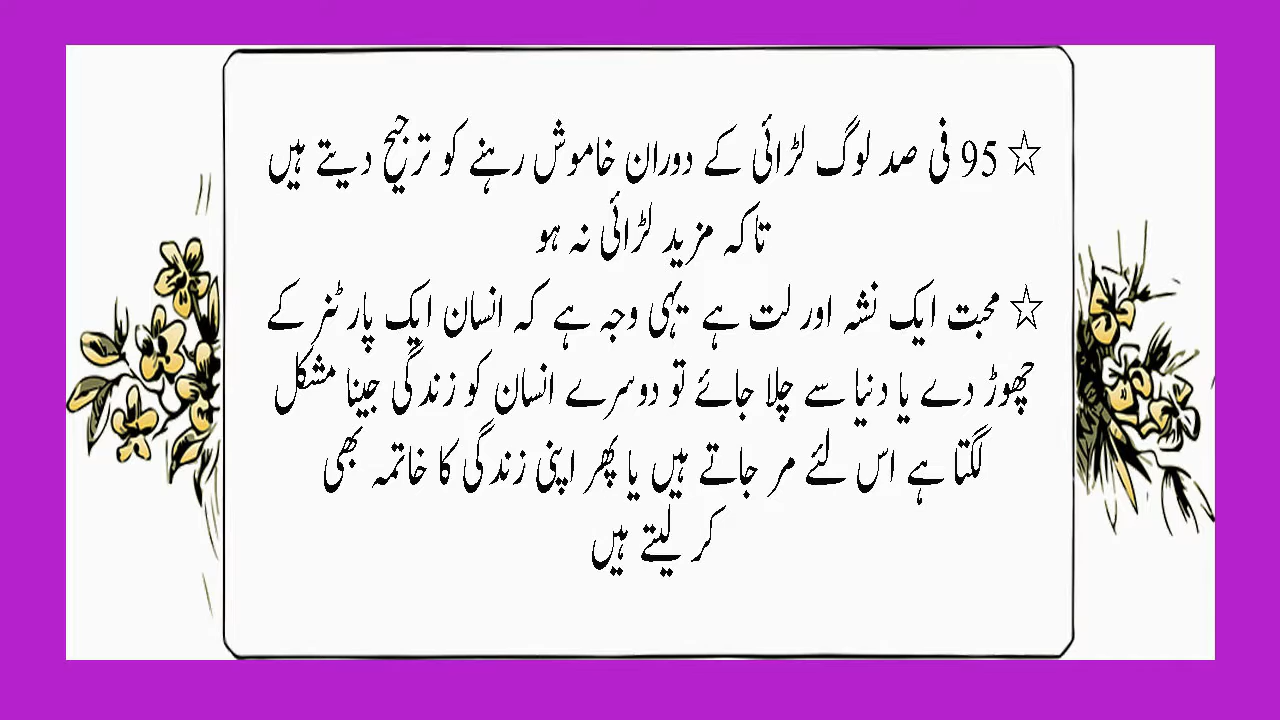 ☆ 95 فی صد لوگ لڑائی کے دوران خاموش رہنے کو ترجیح دیتے ہیں
تاکہ مزید لڑائی نہ ہو
☆ محبت ایک نشہ اور لت ہے یہی وجہ ہے کہ انسان ایک پارٹنر کے
چھوڑ دے یا دنیا سے چلا جائے تو دوسرے انسان کو زندگی جینا مشکل
لگتا ہے اس لئے مر جاتے ہیں یا پھر اپنی زندگی کا خاتمہ بھی
کر لیتے ہیں